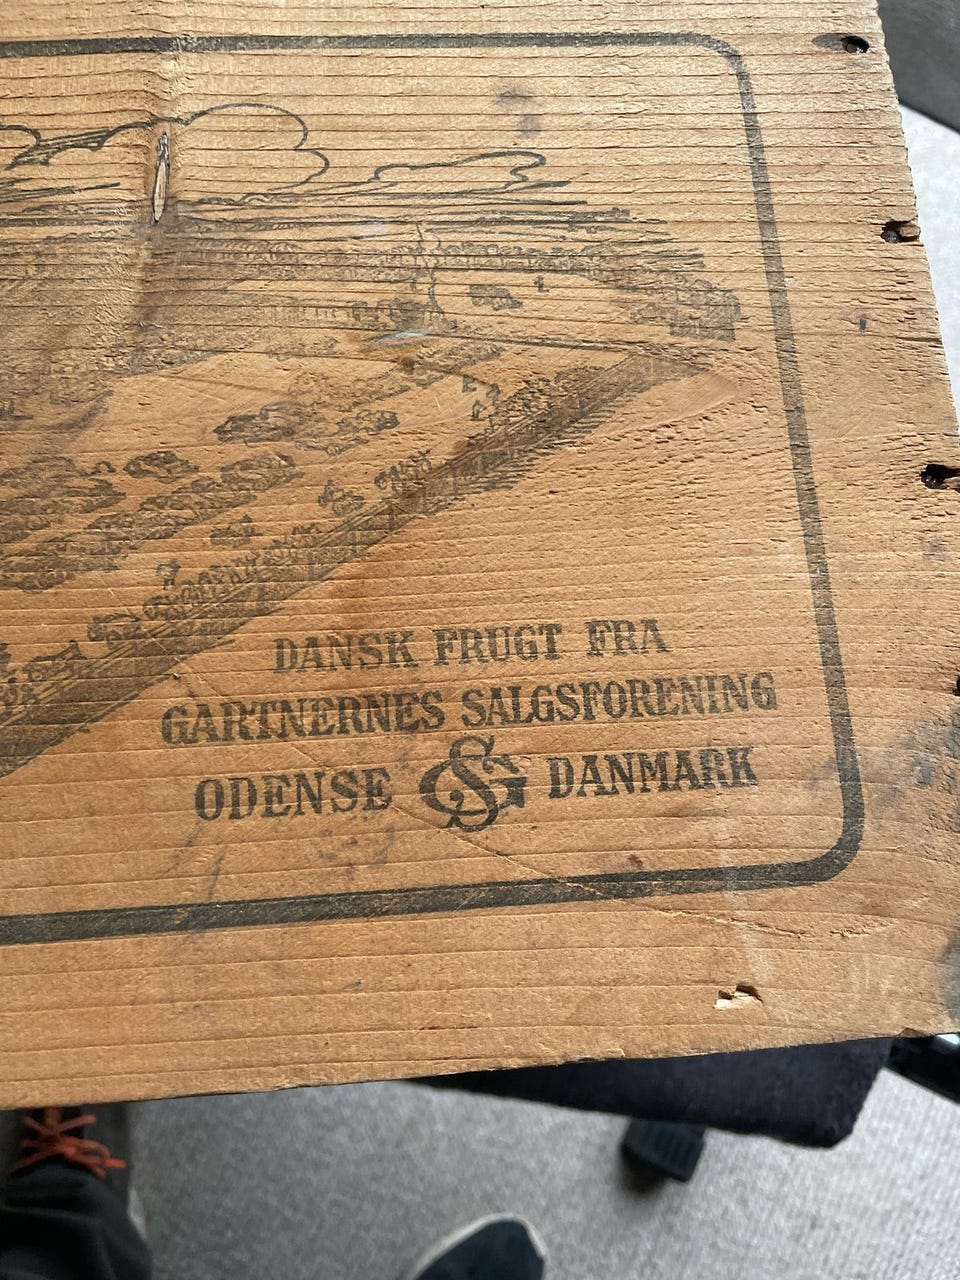 DANSK FRUGT FRA
GARTNERNES SALGSFORENING
ODENSE GS DANMARK